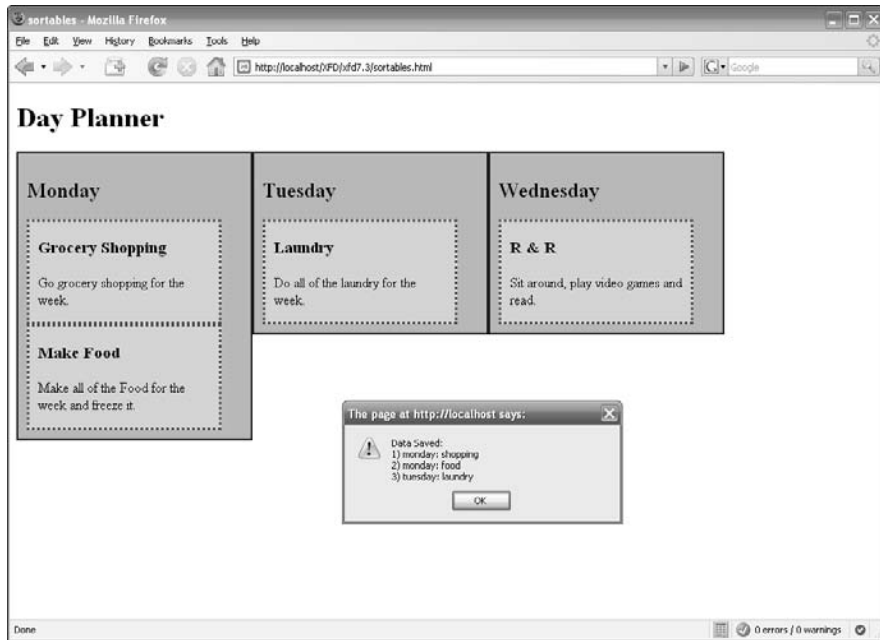 sortables - Mozilla Firefox
File Edit View History Bookmarks Tools Help
http://localhost/XFD/xfd7.3/sortables.html
Google
Day Planner
Monday
Grocery Shopping
Go grocery shopping for the
week.
Make Food
Make all of the Food for the
week and freeze it.
Tuesday
Laundry
Do all of the laundry for the
week.
Wednesday
R & R
Sit around, play video games and
read.
The page at http://localhost says:
Data Saved:
1) monday: shopping
2) monday: food
3) tuesday: laundry
OK
Done
0 errors / 0 warnings